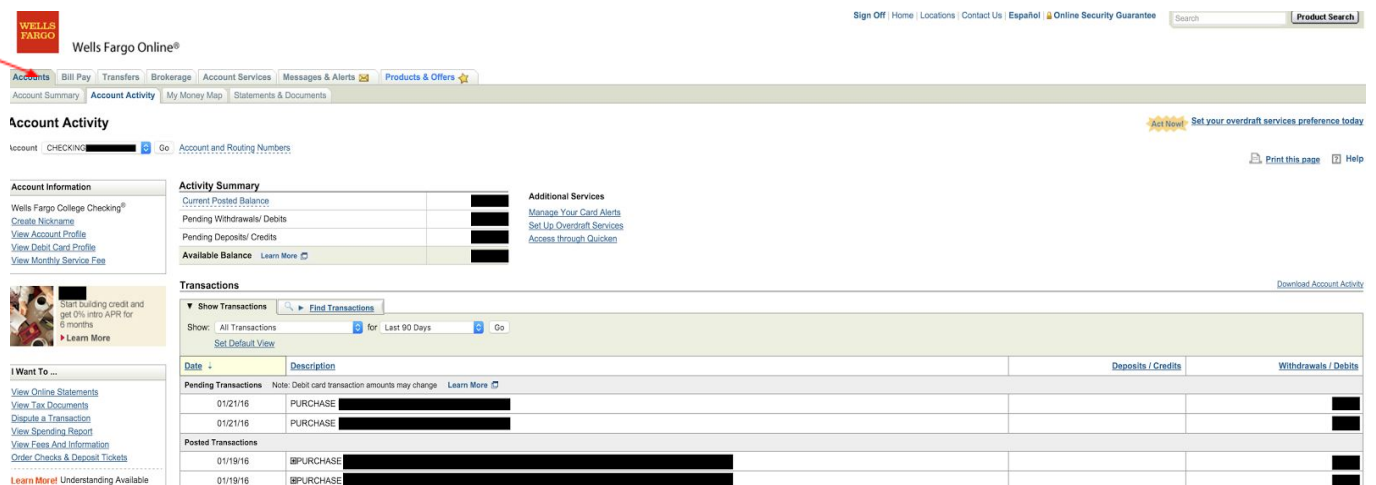 Sign Off | Home | Locations | Contact Us | Español | Online Security Guarantee Search Product Search
WELLS
FARGO
Wells Fargo Online®
Accounts Bill Pay Transfers Brokerage Account Services Messages & Alerts Products & Offers
Account Summary Account Activity My Money Map Statements & Documents
Account Activity
Act Now! Set your overdraft services preference today
Account CHECKING Go Account and Routing Numbers
Print this page ? Help
Account Information
Wells Fargo College Checking®
Create Nickname
View Account Profile
View Debit Card Profile
View Monthly Service Fee
Start building credit and
get 0% intro APR for
6 months
Learn More
I Want To ...
View Online Statements
View Tax Documents
Dispute a Transaction
View Spending Report
View Fees And Information
Order Checks & Deposit Tickets
Learn More! Understanding Available
Activity Summary
Current Posted Balance
Pending Withdrawals/ Debits
Pending Deposits/ Credits
Available Balance Learn More
Additional Services
Manage Your Card Alerts
Set Up Overdraft Services
Access through Quicken
Transactions
Download Account Activity
▼ Show Transactions ► Find Transactions
Show: All Transactions for Last 90 Days Go
Set Default View
Date ↓ Description Deposits / Credits Withdrawals / Debits
Pending Transactions Note: Debit card transaction amounts may change Learn More
01/21/16 PURCHASE
01/21/16 PURCHASE
Posted Transactions
01/19/16 PURCHASE
01/19/16 PURCHASE